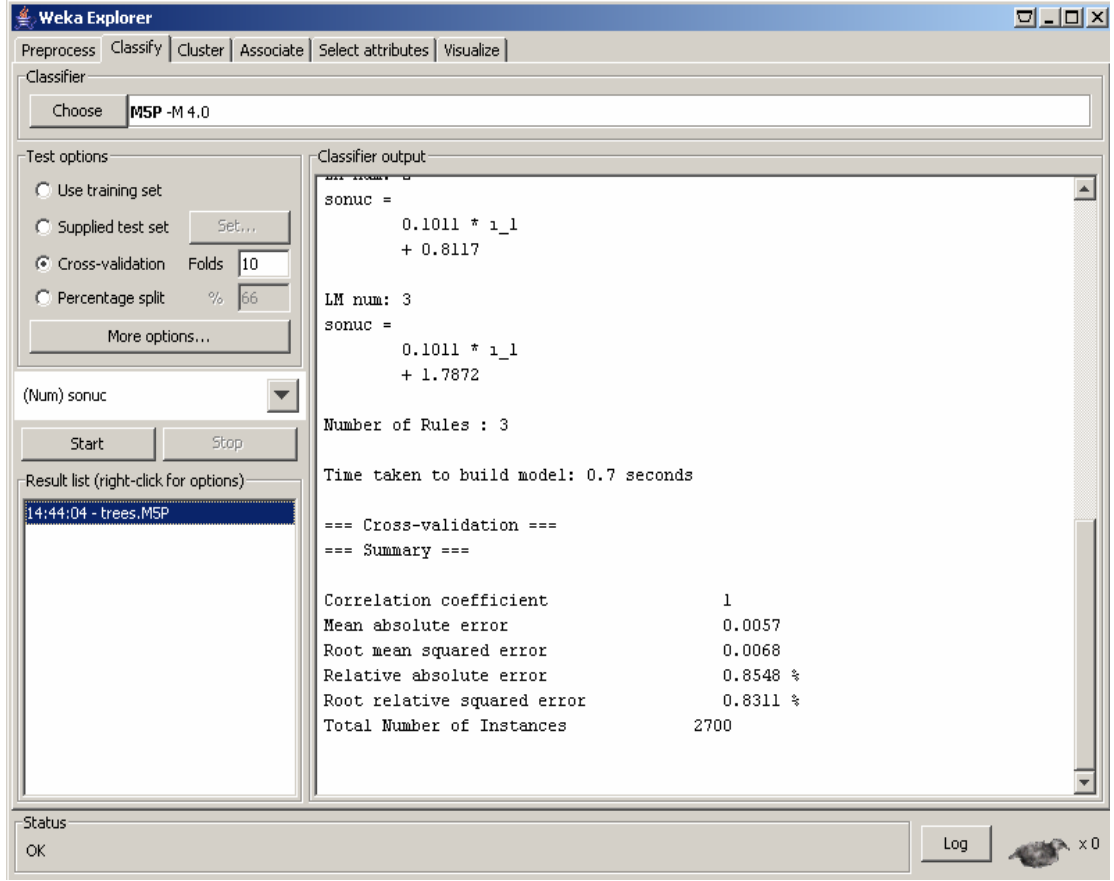 Weka Explorer
Preprocess Classify Cluster Associate Select attributes Visualize
Classifier
Choose M5P -M 4.0
Test options
Use training set
Supplied test set Set...
Cross-validation Folds 10
Percentage split % 66
More options...
(Num) sonuc
Start Stop
Result list (right-click for options)
14:44:04 - trees.M5P
Classifier output
sonuc =
0.1011 * ı_l
+ 0.8117
LM num: 3
sonuc =
0.1011 * ı_l
+ 1.7872
Number of Rules : 3
Time taken to build model: 0.7 seconds
=== Cross-validation ===
=== Summary ===
Correlation coefficient 1
Mean absolute error 0.0057
Root mean squared error 0.0068
Relative absolute error 0.8548 %
Root relative squared error 0.8311 %
Total Number of Instances 2700
Status
OK
Log x 0